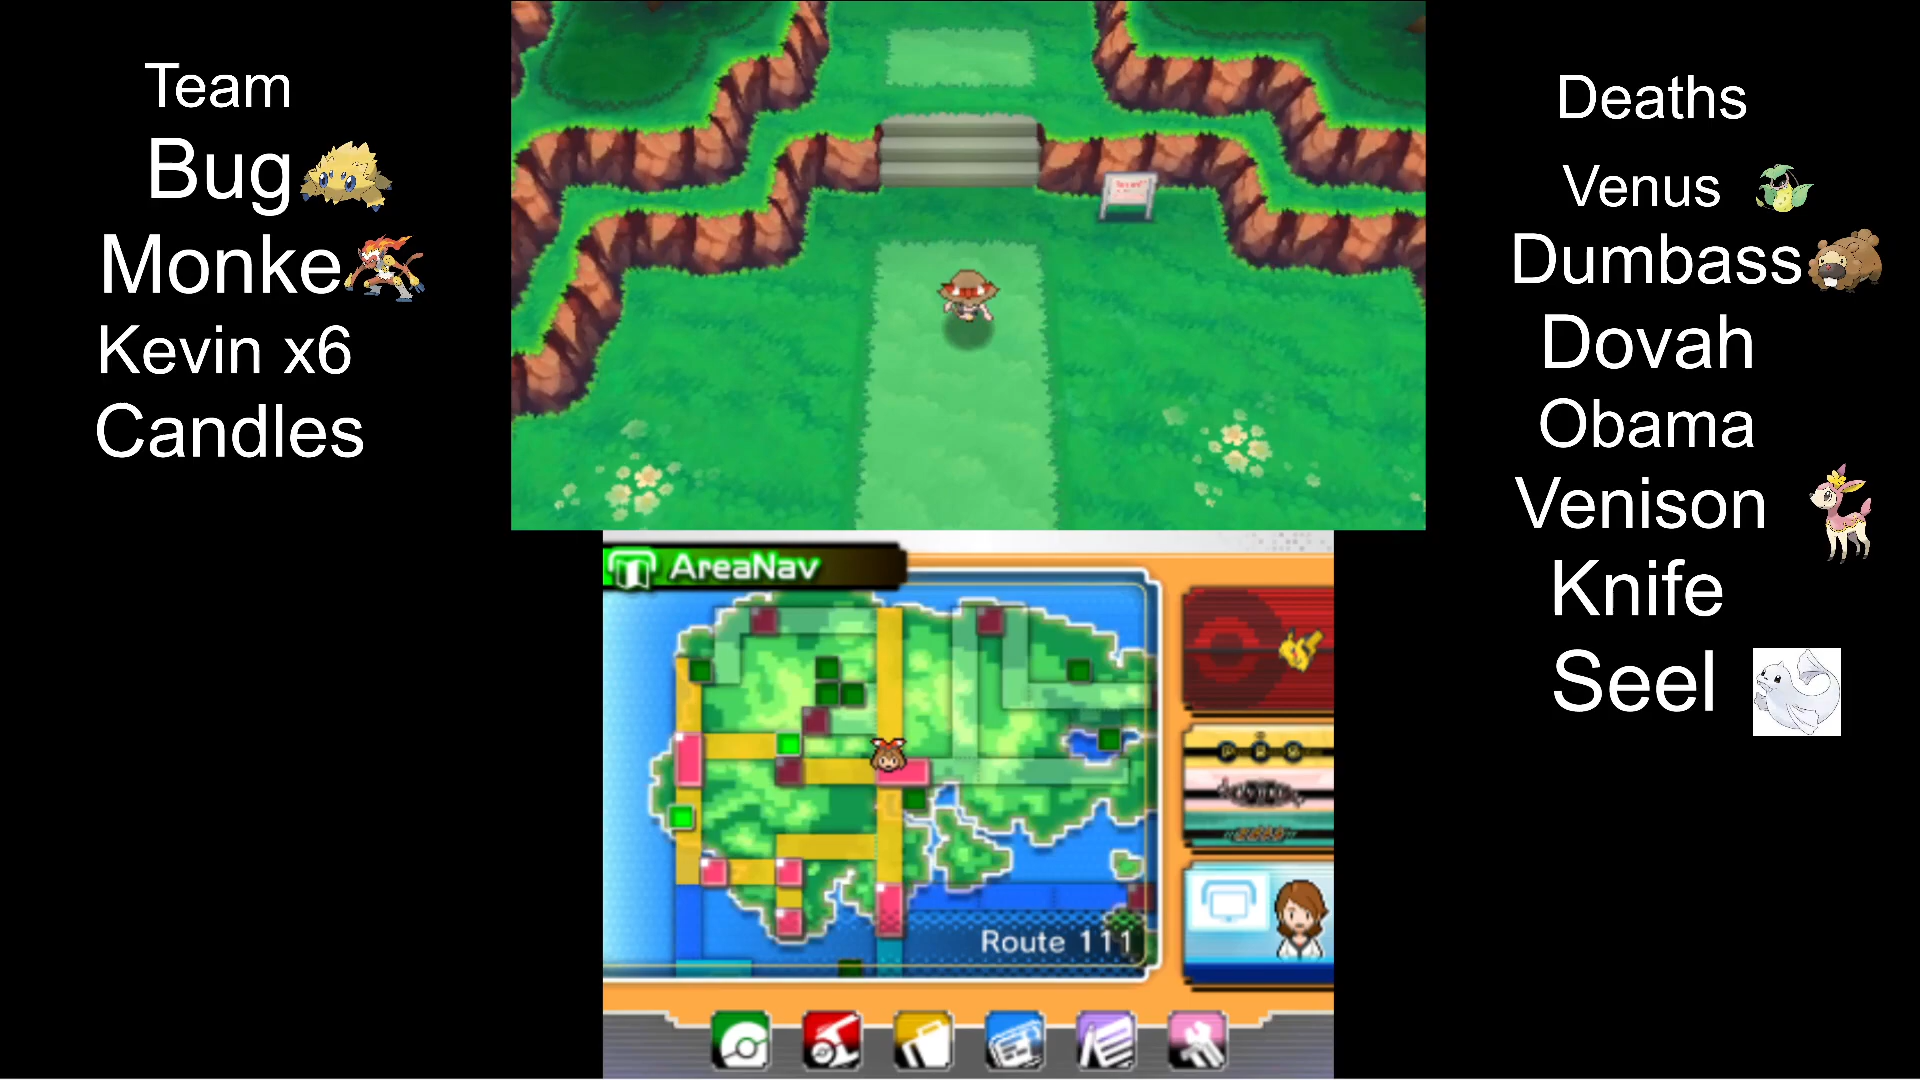 Team
Bug
Monke
Kevin x6
Candles
Deaths
Venus
Dumbass
Dovah
Obama
Venison
Knife
Seel
AreaNav
Route 111